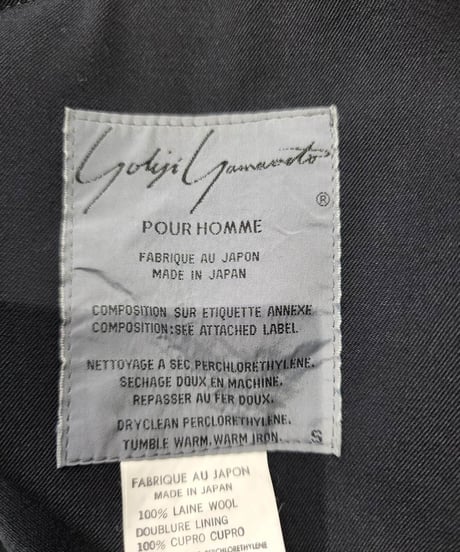 Yohji Yamamoto
®
POUR HOMME
FABRIQUE AU JAPON
MADE IN JAPAN
COMPOSITION SUR ETIQUETTE ANNEXE
COMPOSITION:SEE ATTACHED LABEL.
NETTOYAGE A SEC PERCHLORETHYLENE.
SECHAGE DOUX EN MACHINE.
REPASSER AU FER DOUX.
DRYCLEAN PERCLORETHYLENE.
TUMBLE WARM.WARM IRON. S
FABRIQUE AU JAPON
MADE IN JAPAN
100% LAINE WOOL
DOUBLURE LINING
100% CUPRO CUPRO
PERCHLORETHYLENE